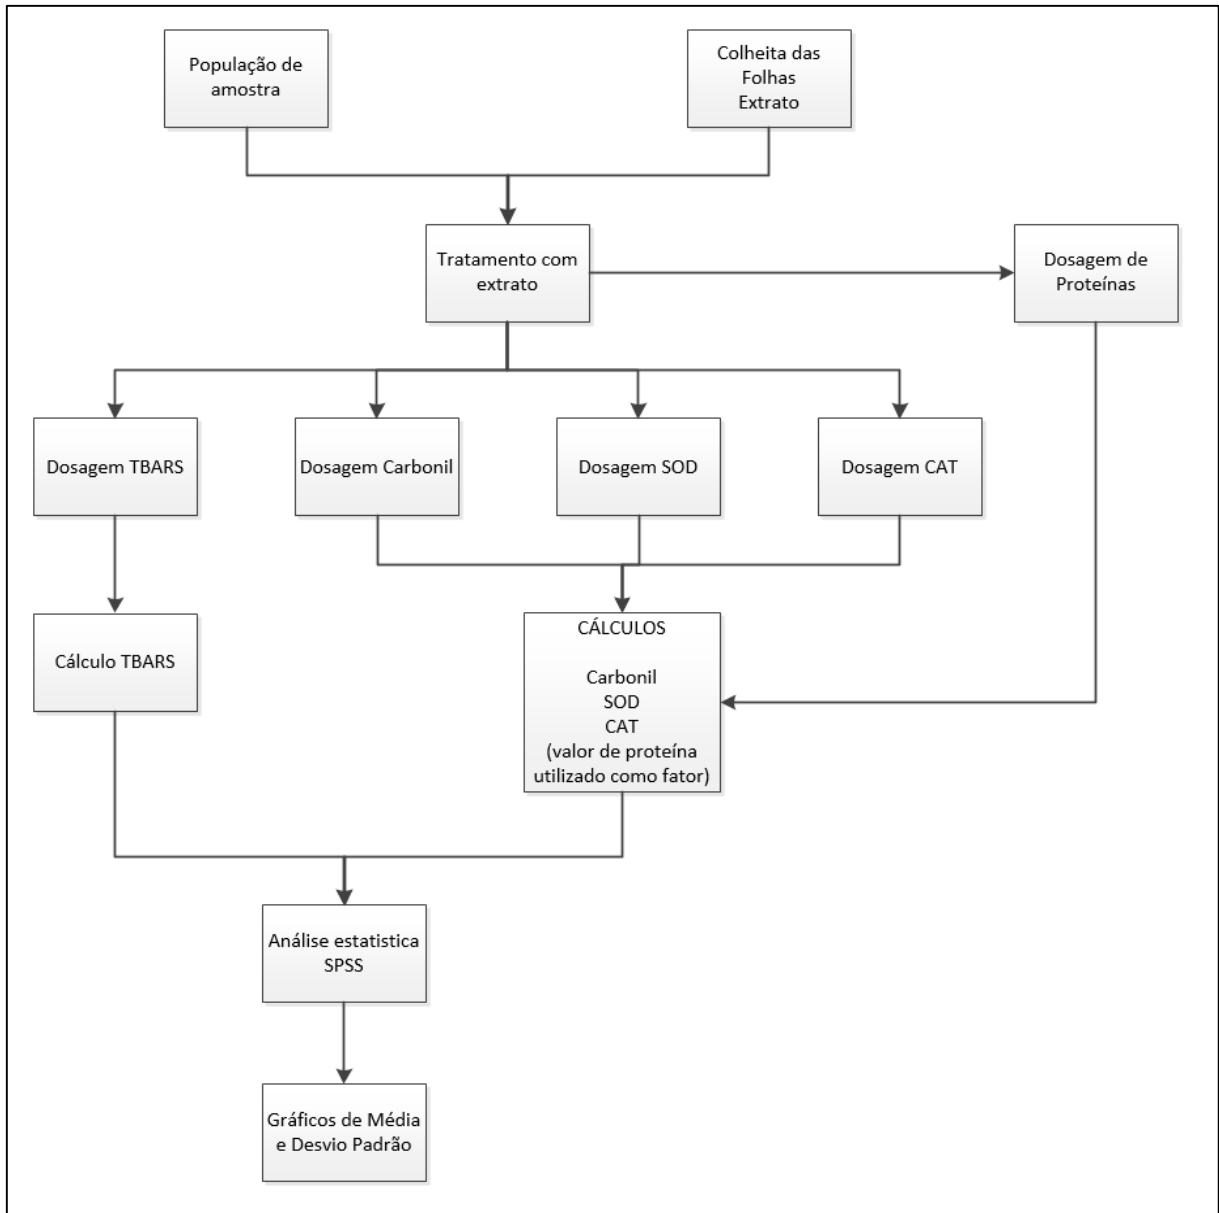 População de
amostra
Colheita das
Folhas
Extrato
Tratamento com
extrato
Dosagem de
Proteínas
Dosagem TBARS
Dosagem Carbonil
Dosagem SOD
Dosagem CAT
Cálculo TBARS
CÁLCULOS
Carbonil
SOD
CAT
(valor de proteína
utilizado como fator)
Análise estatistica
SPSS
Gráficos de Média
e Desvio Padrão